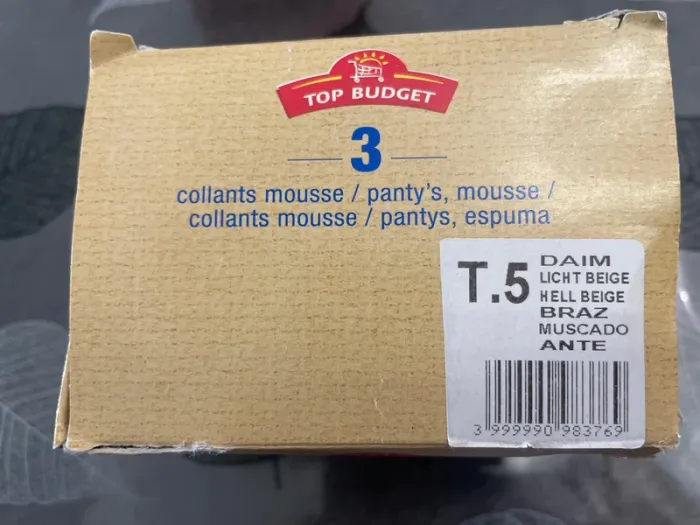 TOP BUDGET
3
collants mousse / panty's, mousse /
collants mousse / pantys, espuma
T.5
DAIM
LICHT BEIGE
HELL BEIGE
BRAZ
MUSCADO
ANTE
3 999990 983769